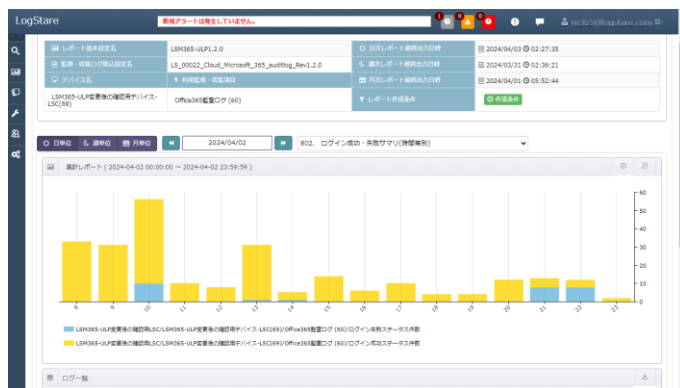 LogStare
新規アラートは発生していません。
1 0 0
レポート基本設定名 LSM365-ULP1.2.0 日次レポート最終出力日時 2024/04/03 02:27:35
監視・収集ログ取込設定名 LS_00022_Cloud_Microsoft_365_auditlog_Rev1.2.0 週次レポート最終出力日時 2024/03/31 02:36:21
デバイス名 利用監視・収集項目 月次レポート最終出力日時 2024/04/01 05:52:44
LSM365-ULP変更後の確認用デバイス-
LSC(69) Office365監査ログ (60) レポート作成条件 作成条件
日単位 週単位 月単位 2024/04/02 802. ログイン成功・失敗サマリ(時間帯別)
集計レポート ( 2024-04-02 00:00:00 ～ 2024-04-02 23:59:59 )
60
50
40
30
20
10
0
8 9 10 11 12 13 14 15 16 17 18 19 20 21 22 23
LSM365-ULP変更後の確認用LSC/LSM365-ULP変更後の確認用デバイス-LSC(69)/Office365監査ログ (60)/ログイン失敗ステータス件数
LSM365-ULP変更後の確認用LSC/LSM365-ULP変更後の確認用デバイス-LSC(69)/Office365監査ログ (60)/ログイン成功ステータス件数
ログ一覧